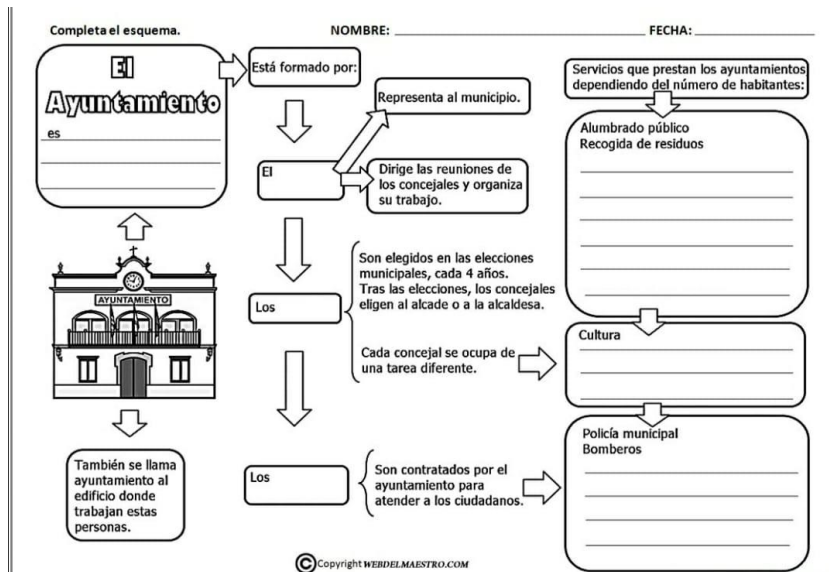 Completa el esquema.
NOMBRE:
FECHA:
El
Ayuntamiento
es
Está formado por:
Representa al municipio.
El
Dirige las reuniones de
los concejales y organiza
su trabajo.
Los
Son elegidos en las elecciones
municipales, cada 4 años.
Tras las elecciones, los concejales
eligen al alcade o a la alcaldesa.
Cada concejal se ocupa de
una tarea diferente.
Los
Son contratados por el
ayuntamiento para
atender a los ciudadanos.
AYUNTAMIENTO
También se llama
ayuntamiento al
edificio donde
trabajan estas
personas.
Servicios que prestan los ayuntamientos
dependiendo del número de habitantes:
Alumbrado público
Recogida de residuos
Cultura
Policía municipal
Bomberos
©Copyright WEBDELMAESTRO.COM